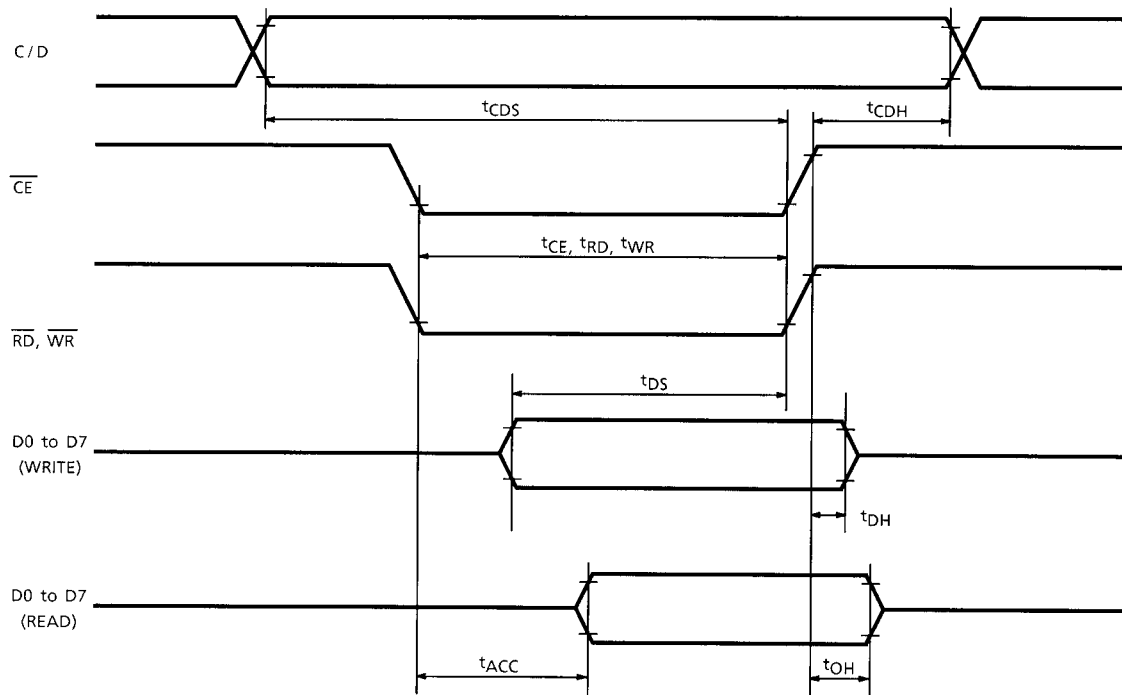 C/D
tCDS
tCDH
CE
tCE, tRD, tWR
RD, WR
tDS
D0 to D7
(WRITE)
tDH
D0 to D7
(READ)
tACC
tOH